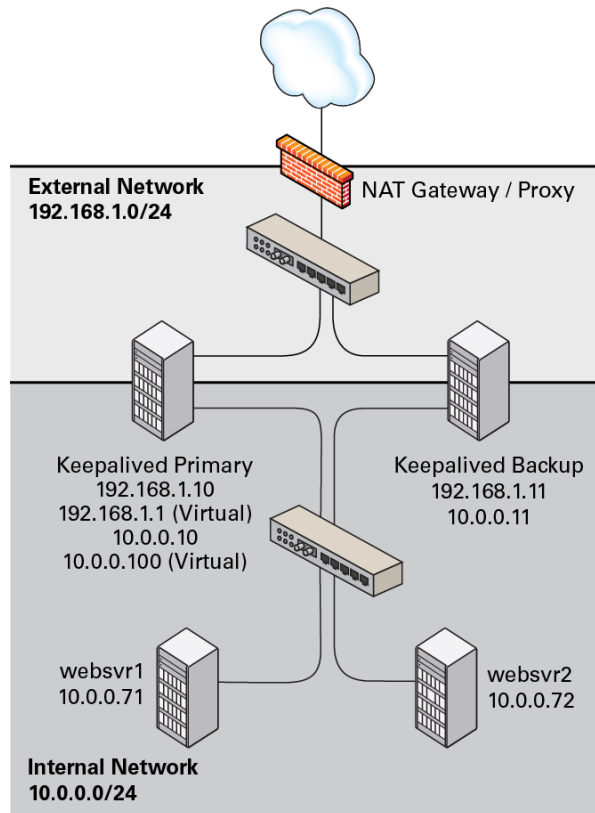 External Network
192.168.1.0/24
NAT Gateway / Proxy
Keepalived Primary
192.168.1.10
192.168.1.1 (Virtual)
10.0.0.10
10.0.0.100 (Virtual)
Keepalived Backup
192.168.1.11
10.0.0.11
websvr1
10.0.0.71
websvr2
10.0.0.72
Internal Network
10.0.0.0/24